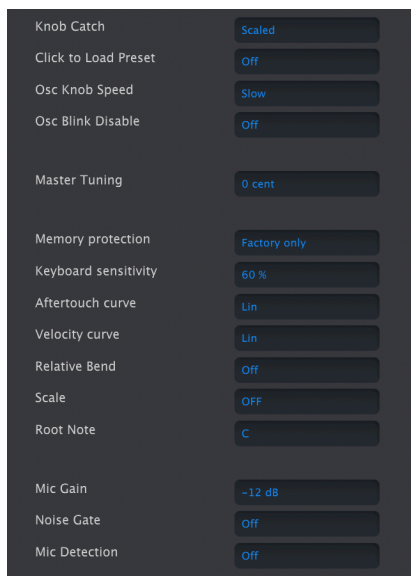 Knob Catch Scaled
Click to Load Preset Off
Osc Knob Speed Slow
Osc Blink Disable Off
Master Tuning 0 cent
Memory protection Factory only
Keyboard sensitivity 60 %
Aftertouch curve Lin
Velocity curve Lin
Relative Bend Off
Scale OFF
Root Note C
Mic Gain -12 dB
Noise Gate Off
Mic Detection Off